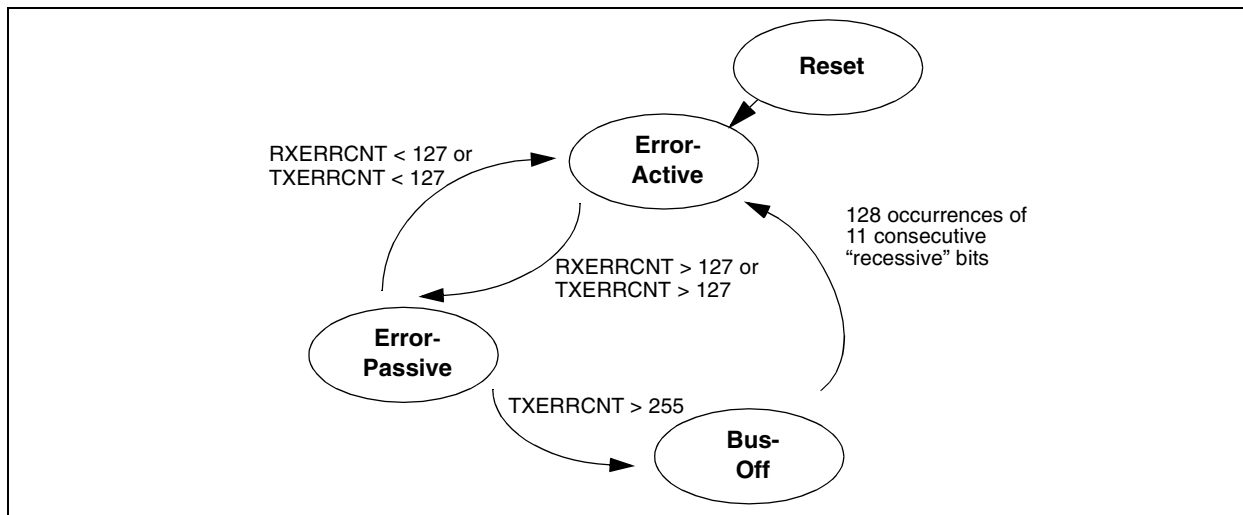 Reset
Error-
Active
RXERRCNT < 127 or
TXERRCNT < 127
128 occurrences of
11 consecutive
“recessive” bits
RXERRCNT > 127 or
TXERRCNT > 127
Error-
Passive
TXERRCNT > 255
Bus-
Off